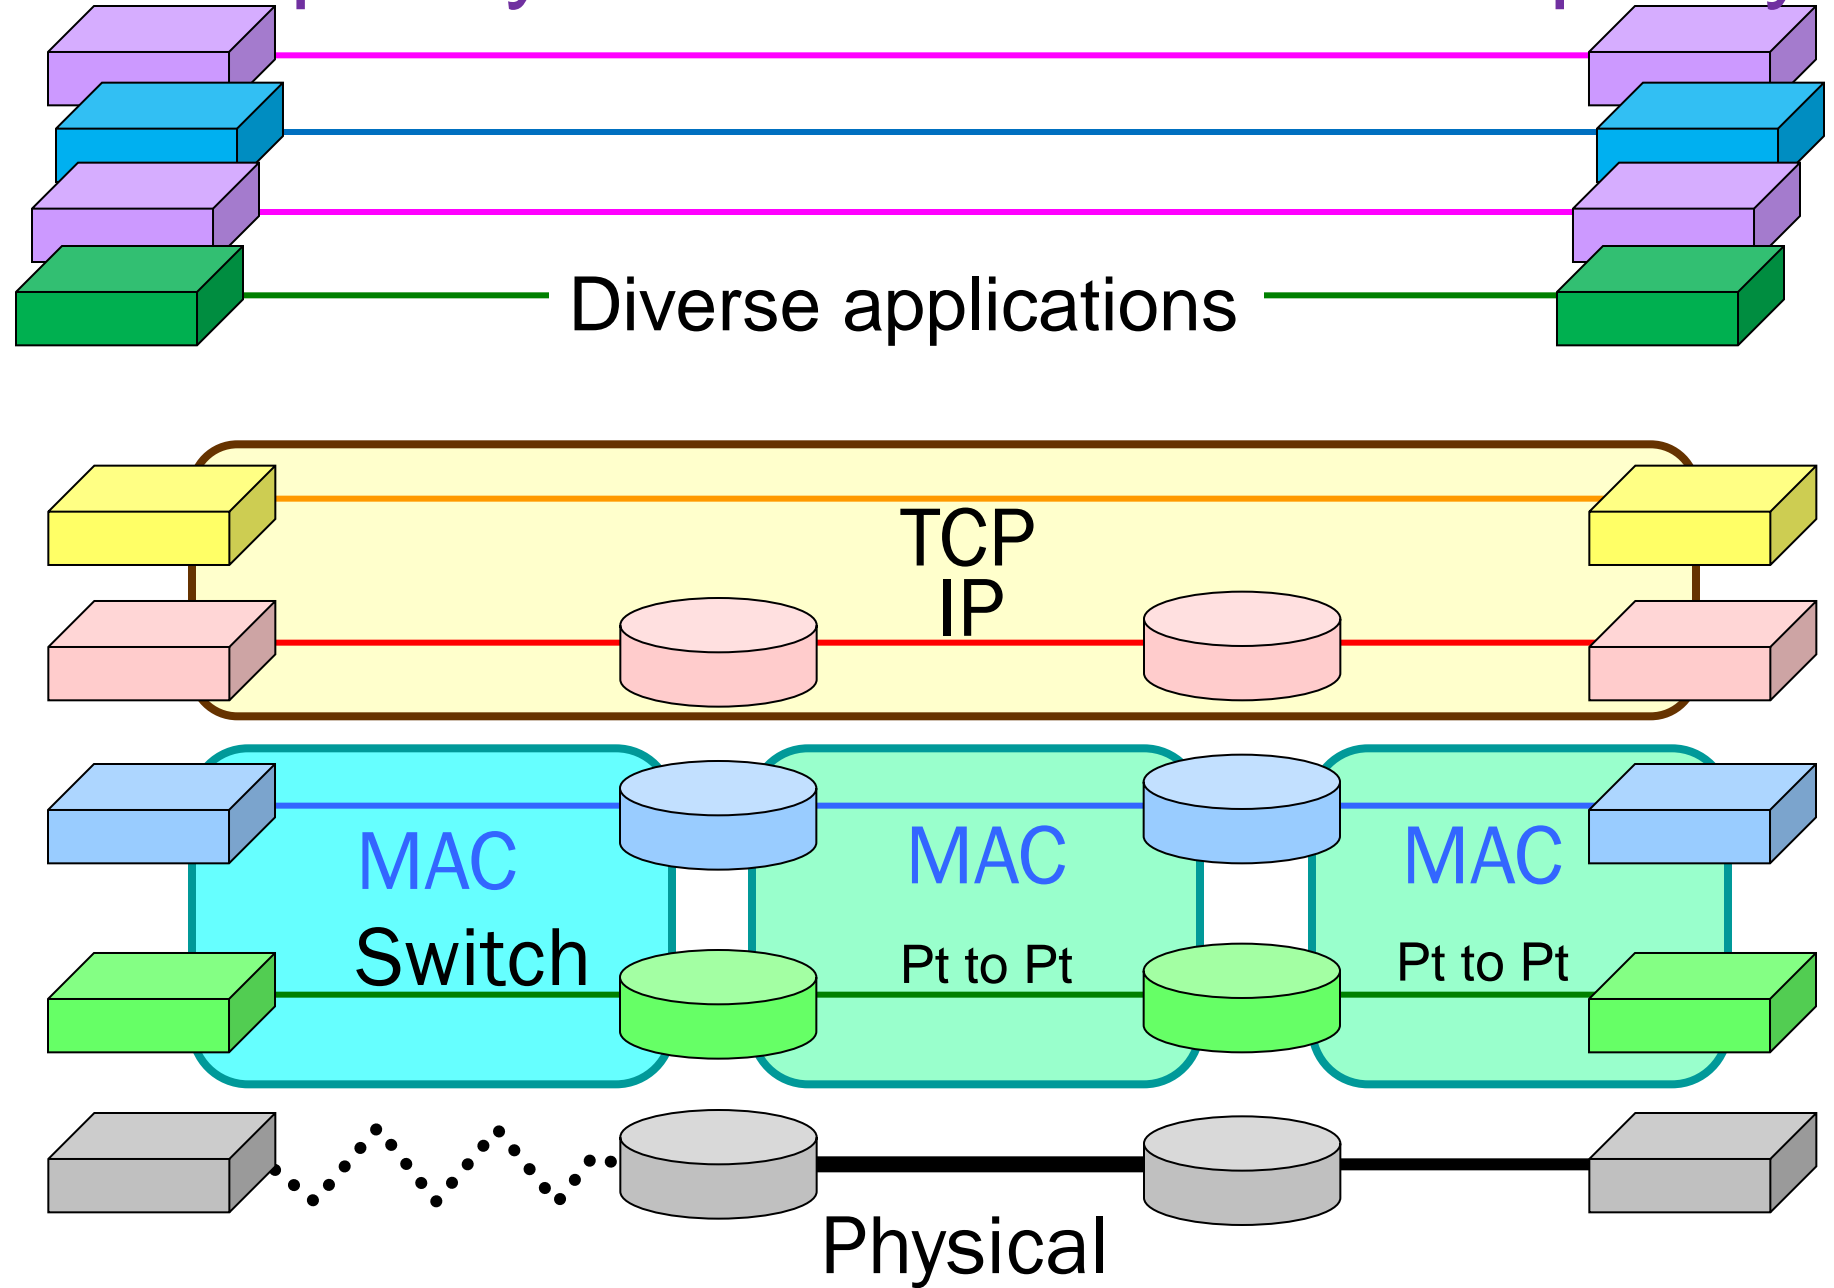 Diverse applications
TCP
IP
MAC MAC MAC
Switch Pt to Pt Pt to Pt
Physical